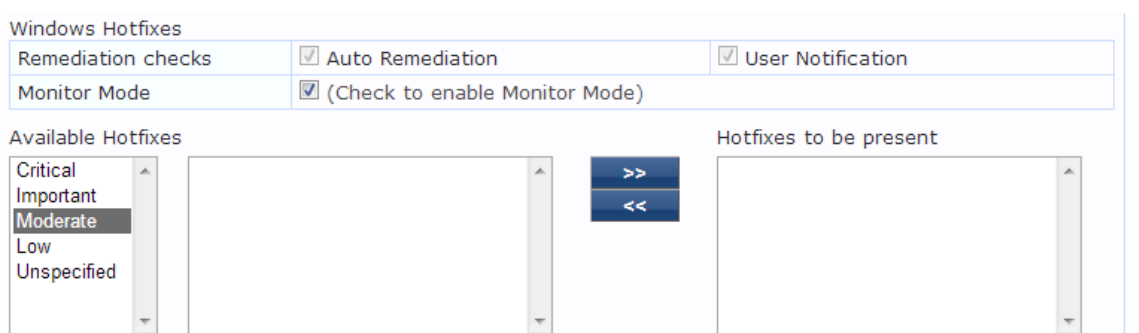 Windows Hotfixes
Remediation checks Auto Remediation User Notification
Monitor Mode (Check to enable Monitor Mode)
Available Hotfixes Hotfixes to be present
Critical
Important
Moderate
Low
Unspecified
>>
<<